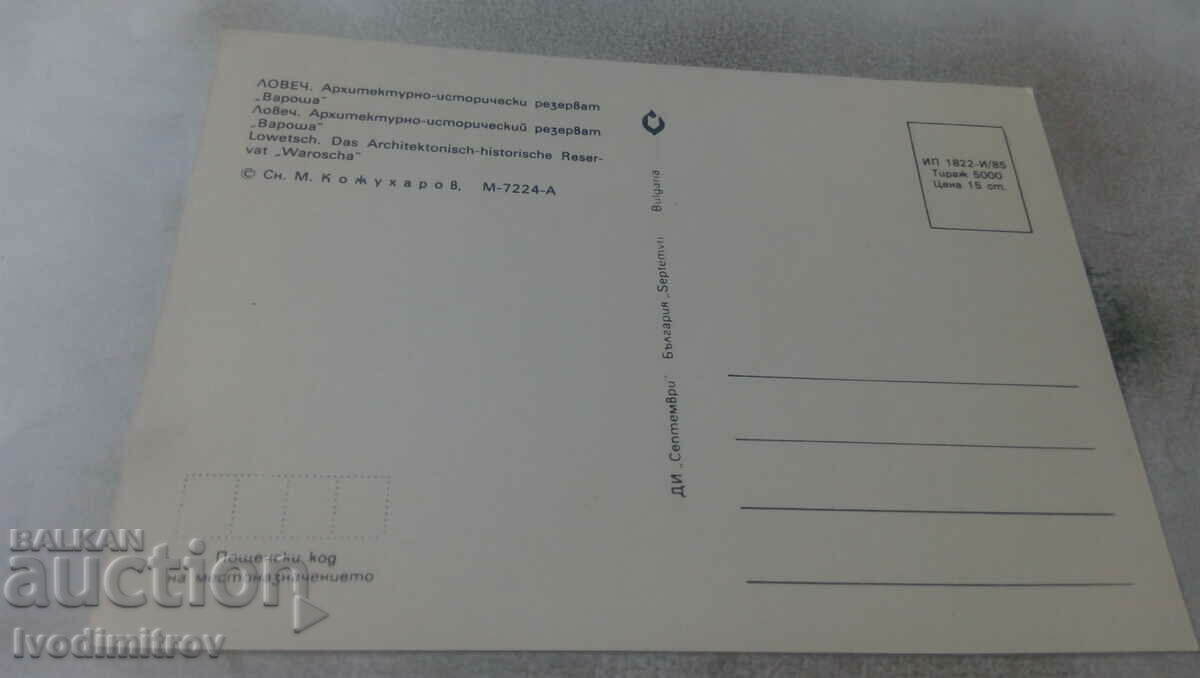 ЛОВЕЧ. Архитектурно-исторически резерват
„Вароша“
Ловеч. Архитектурно-исторический резерват
„Вароша“
Lowetsch. Das Architektonisch-historische Reser-
vat „Waroscha“
© Сн. М. Кожухаров, М-7224-А
ДИ „Септември“ България „Septemvri Bulgaria
ИП 1822-И/85
Тираж 5000
Цена 15 ст.
Пощенски код
на местоназначението
BALKAN
auction
Ivodimitrov